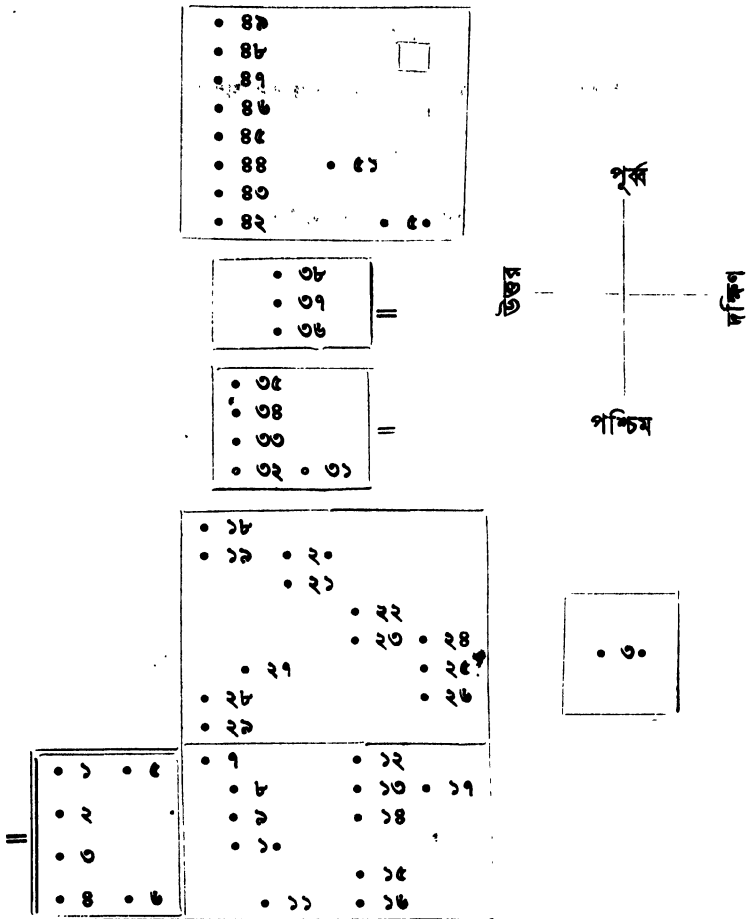 • ৪৯
• ৪৮
• ৪৭
• ৪৬
• ৪৫
• ৪৪ • ৫১
• ৪৩
• ৪২ • ৫০
পূর্ব্ব
উত্তর
দক্ষিণ
পশ্চিম
• ৩৮
• ৩৭
• ৩৬
• ৩৫
• ৩৪
• ৩৩
• ৩২ • ৩১
• ১৮
• ১৯ • ২০
• ২১
• ২২
• ২৩ • ২৪
• ২৭ • ২৫
• ২৮ • ২৬
• ২৯
• ৩০
• ১ • ৫
• ২
• ৩
• ৪ • ৬
• ৭ • ১২
• ৮ • ১৩ • ১৭
• ৯ • ১৪
• ১০
• ১৫
• ১১ • ১৬